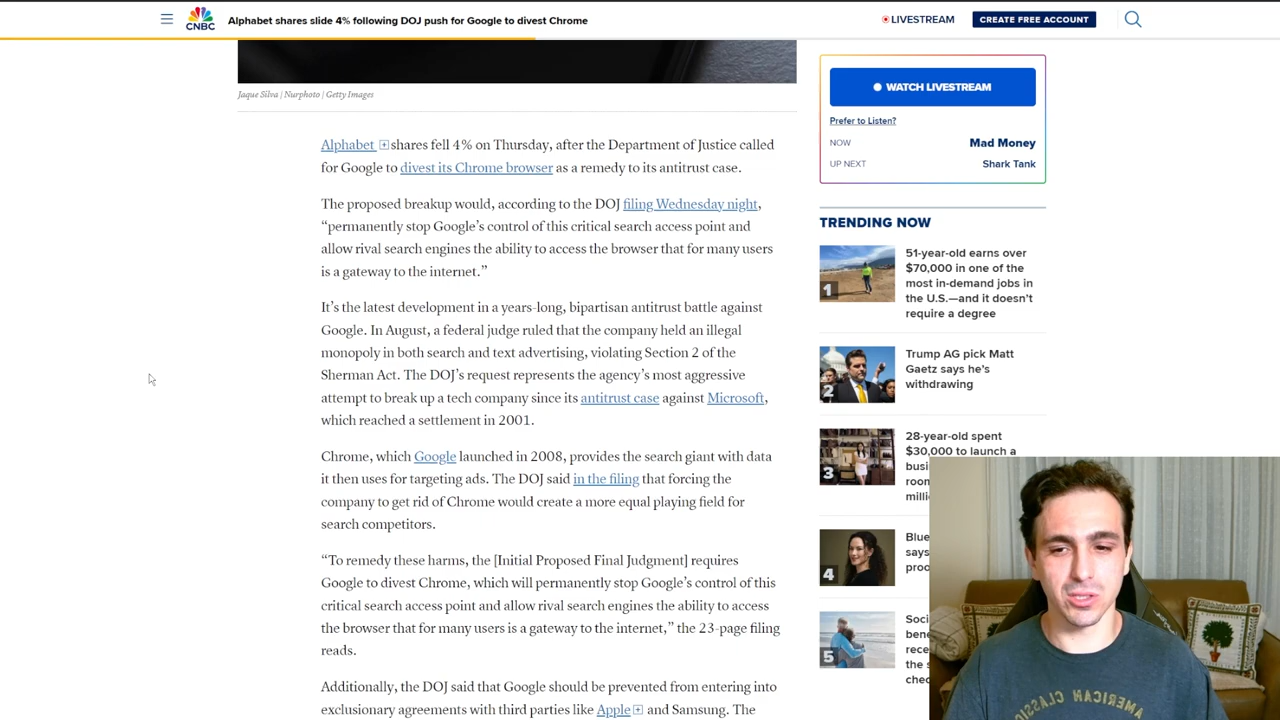 CNBC
Alphabet shares slide 4% following DOJ push for Google to divest Chrome
LIVESTREAM
CREATE FREE ACCOUNT
Jaque Silva | Nurphoto | Getty Images
Alphabet shares fell 4% on Thursday, after the Department of Justice called
for Google to divest its Chrome browser as a remedy to its antitrust case.
The proposed breakup would, according to the DOJ filing Wednesday night,
“permanently stop Google’s control of this critical search access point and
allow rival search engines the ability to access the browser that for many users
is a gateway to the internet.”
It’s the latest development in a years-long, bipartisan antitrust battle against
Google. In August, a federal judge ruled that the company held an illegal
monopoly in both search and text advertising, violating Section 2 of the
Sherman Act. The DOJ’s request represents the agency’s most aggressive
attempt to break up a tech company since its antitrust case against Microsoft,
which reached a settlement in 2001.
Chrome, which Google launched in 2008, provides the search giant with data
it then uses for targeting ads. The DOJ said in the filing that forcing the
company to get rid of Chrome would create a more equal playing field for
search competitors.
“To remedy these harms, the [Initial Proposed Final Judgment] requires
Google to divest Chrome, which will permanently stop Google’s control of this
critical search access point and allow rival search engines the ability to access
the browser that for many users is a gateway to the internet,” the 23-page filing
reads.
Additionally, the DOJ said that Google should be prevented from entering into
exclusionary agreements with third parties like Apple and Samsung. The
WATCH LIVESTREAM
Prefer to Listen?
NOW
Mad Money
UP NEXT
Shark Tank
TRENDING NOW
1
51-year-old earns over
$70,000 in one of the
most in-demand jobs in
the U.S.—and it doesn’t
require a degree
2
Trump AG pick Matt
Gaetz says he’s
withdrawing
3
28-year-old spent
$30,000 to launch a
4
says
5
the
AMERICAN CLASSIC